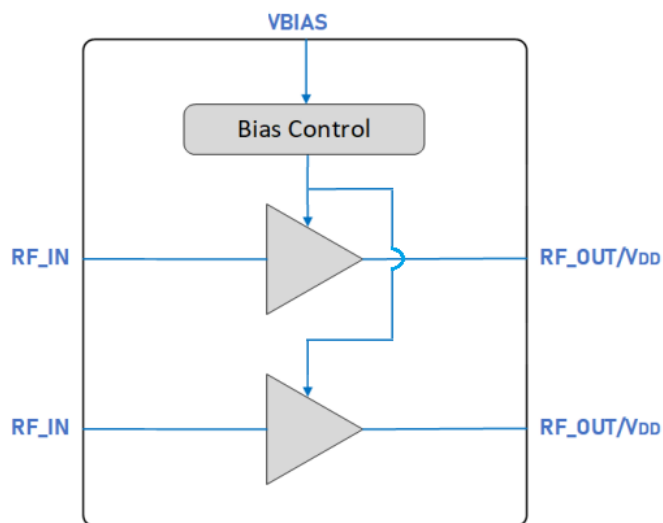 VBIAS
Bias Control
RF_IN
RF_OUT/VDD
RF_IN
RF_OUT/VDD